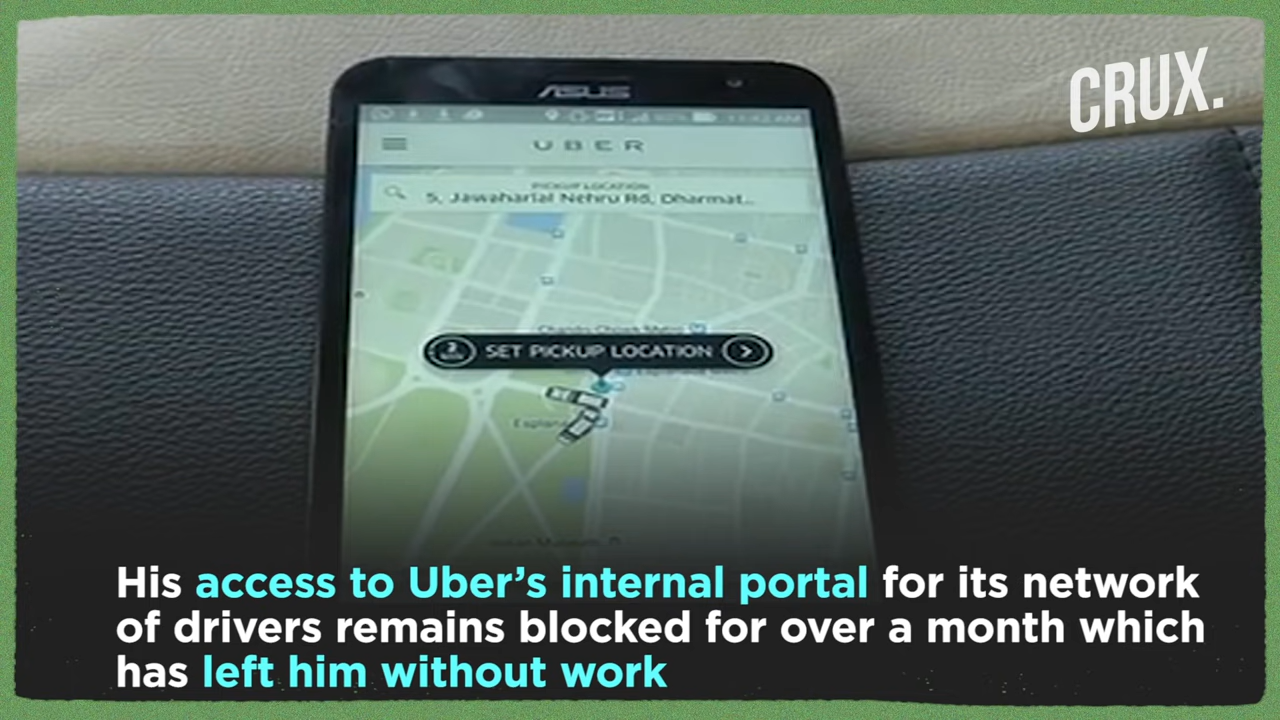 CRUX.
ASUS
UBER
PICKUP LOCATION
5, Jawaharlal Nehru Rd, Dharmat...
SET PICKUP LOCATION
His access to Uber's internal portal for its network
of drivers remains blocked for over a month which
has left him without work